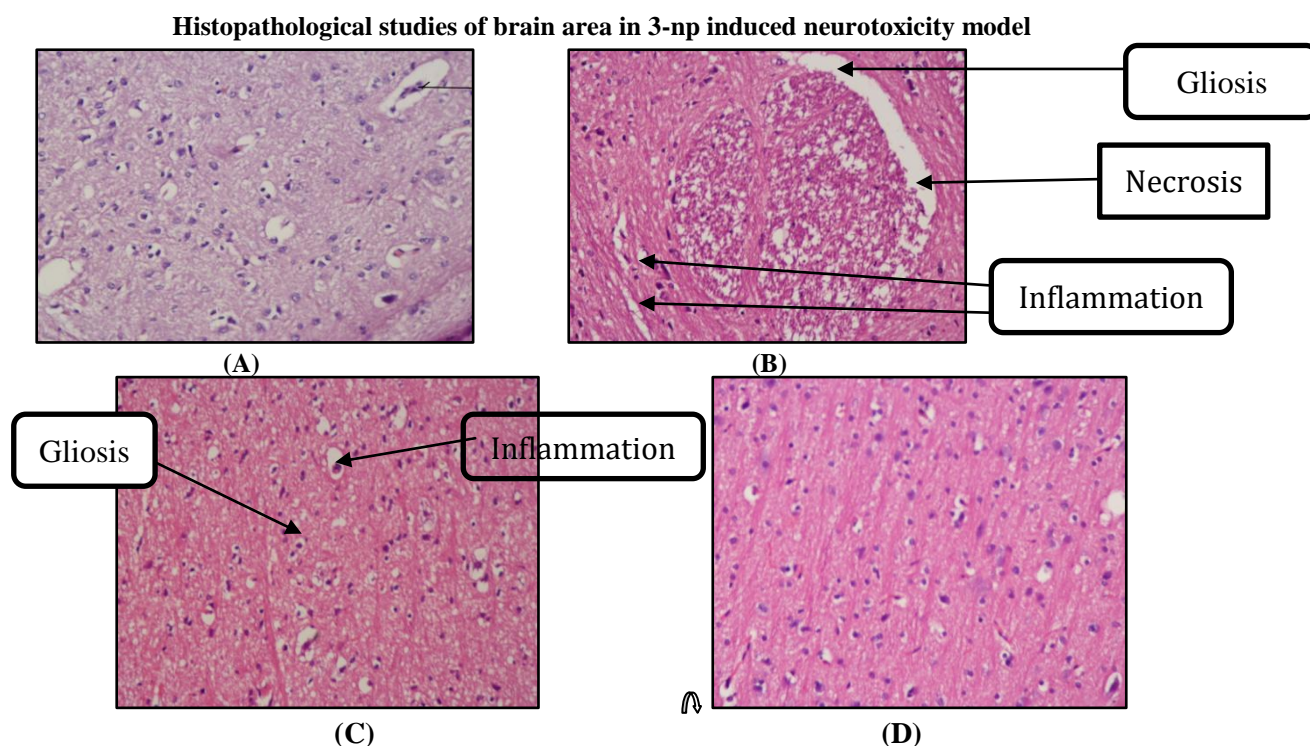 Histopathological studies of brain area in 3-np induced neurotoxicity model
Gliosis
Necrosis
Inflammation
(A)
(B)
Gliosis
Inflammation
(C)
(D)